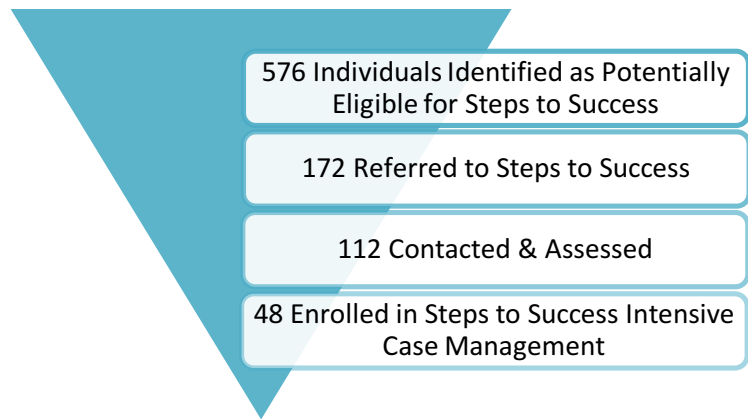 576 Individuals Identified as Potentially
Eligible for Steps to Success
172 Referred to Steps to Success
112 Contacted & Assessed
48 Enrolled in Steps to Success Intensive
Case Management